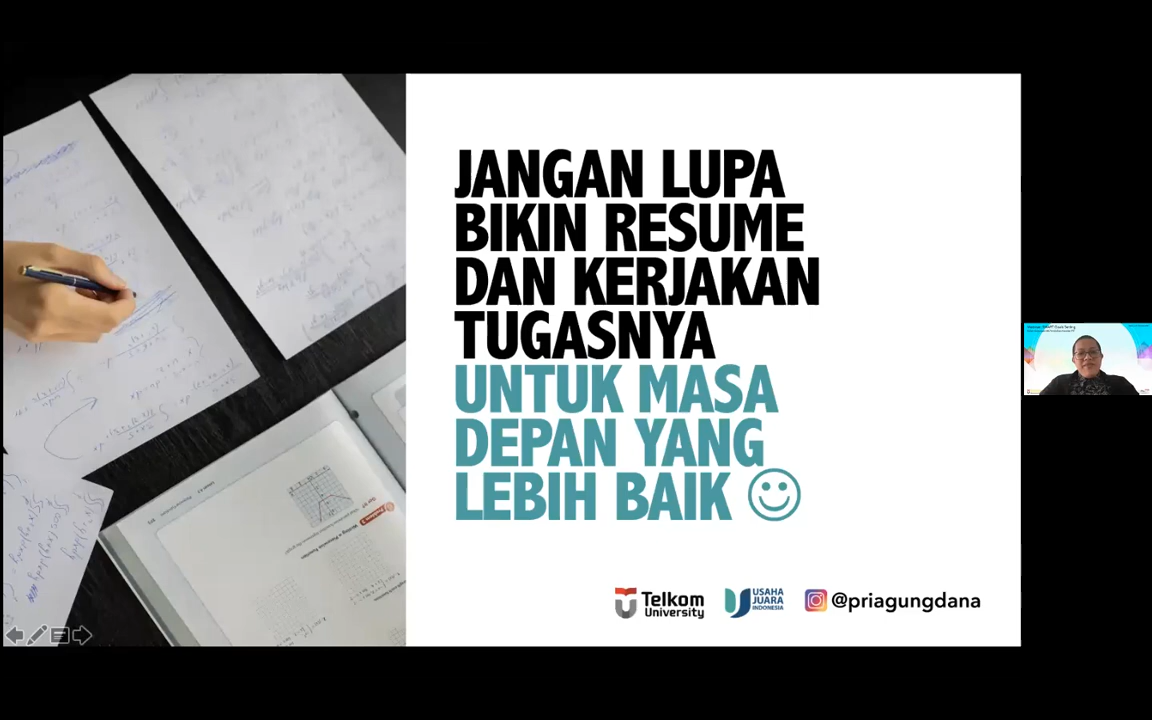 JANGAN LUPA
BIKIN RESUME
DAN KERJAKAN
TUGASNYA
UNTUK MASA
DEPAN YANG
LEBIH BAIK
Telkom
University
USAHA
JUARA
INDONESIA
@priagungdana